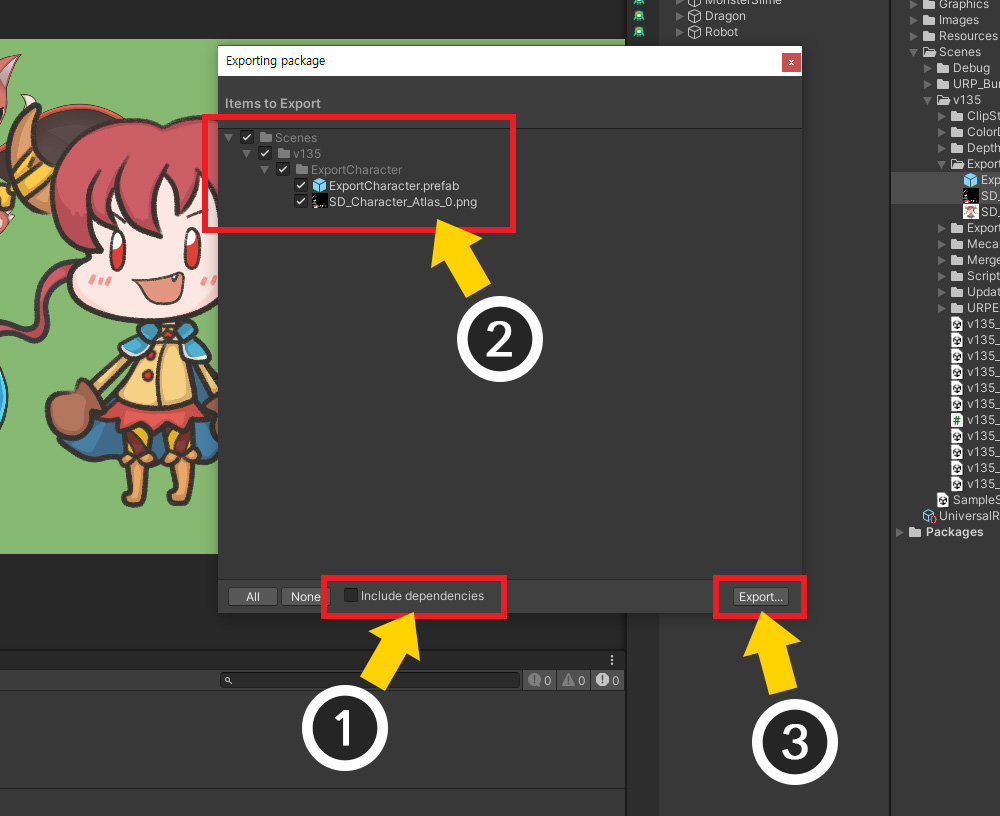 MonsterSlime
Dragon
Robot
Graphics
Images
Resources
Scenes
Debug
URP_Bu
v135
ClipSt
ColorD
Depth
Export
Exp
SD_
SD_
Export
Meca
Merge
Script
Updat
URPE
v135_
v135_
v135_
v135_
v135_
v135_
v135_
v135_
v135_
v135_
v135_
SampleS
UniversalR
Packages
Exporting package
x
Items to Export
Scenes
v135
ExportCharacter
ExportCharacter.prefab
SD_Character_Atlas_0.png
2
All
None
Include dependencies
Export...
0
0
0
1
3